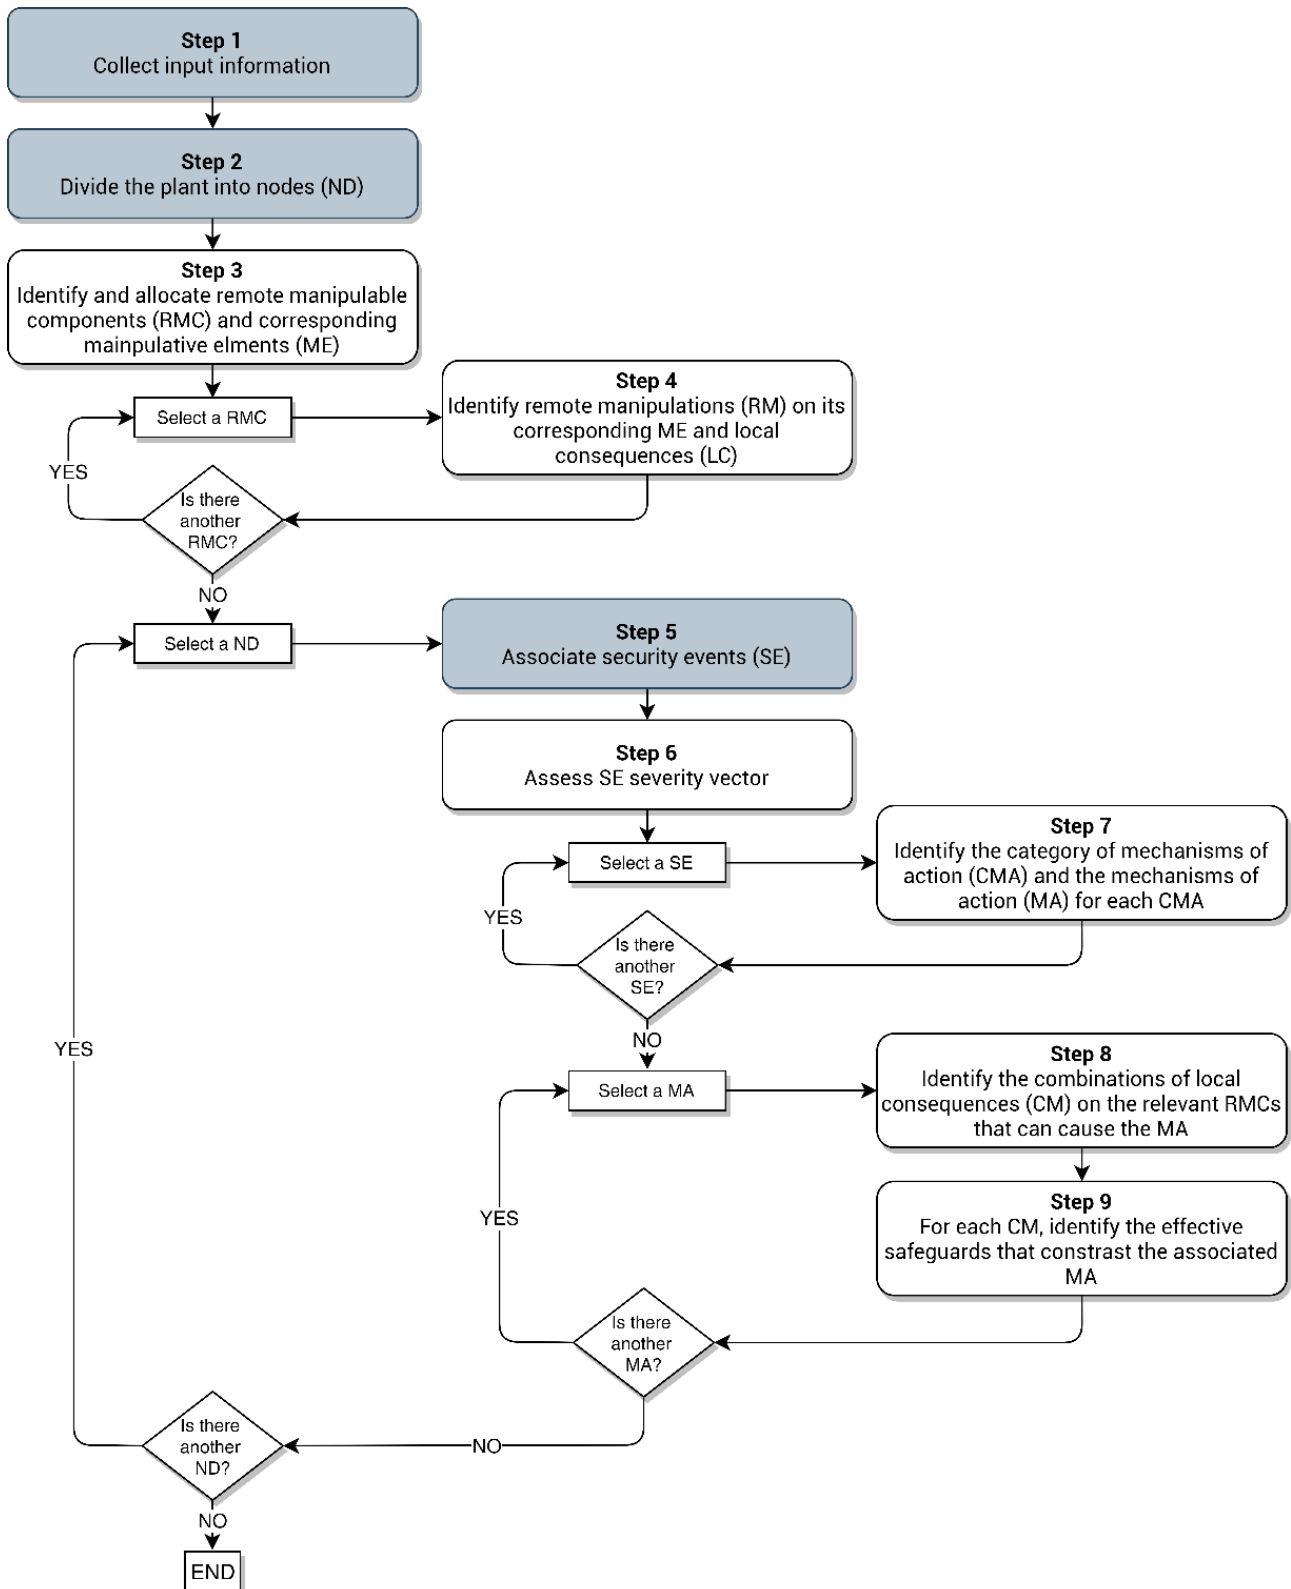 Step 1
Collect input information
Step 2
Divide the plant into nodes (ND)
Step 3
Identify and allocate remote manipulable
components (RMC) and corresponding
mainpulative elments (ME)
Select a RMC
Step 4
Identify remote manipulations (RM) on its
corresponding ME and local
consequences (LC)
YES
Is there
another
RMC?
NO
Select a ND
Step 5
Associate security events (SE)
Step 6
Assess SE severity vector
Select a SE
Step 7
Identify the category of mechanisms of
action (CMA) and the mechanisms of
action (MA) for each CMA
YES
Is there
another
SE?
NO
Select a MA
Step 8
Identify the combinations of local
consequences (CM) on the relevant RMCs
that can cause the MA
Step 9
For each CM, identify the effective
safeguards that constrast the associated
MA
YES
Is there
another
MA?
NO
YES
Is there
another
ND?
NO
END